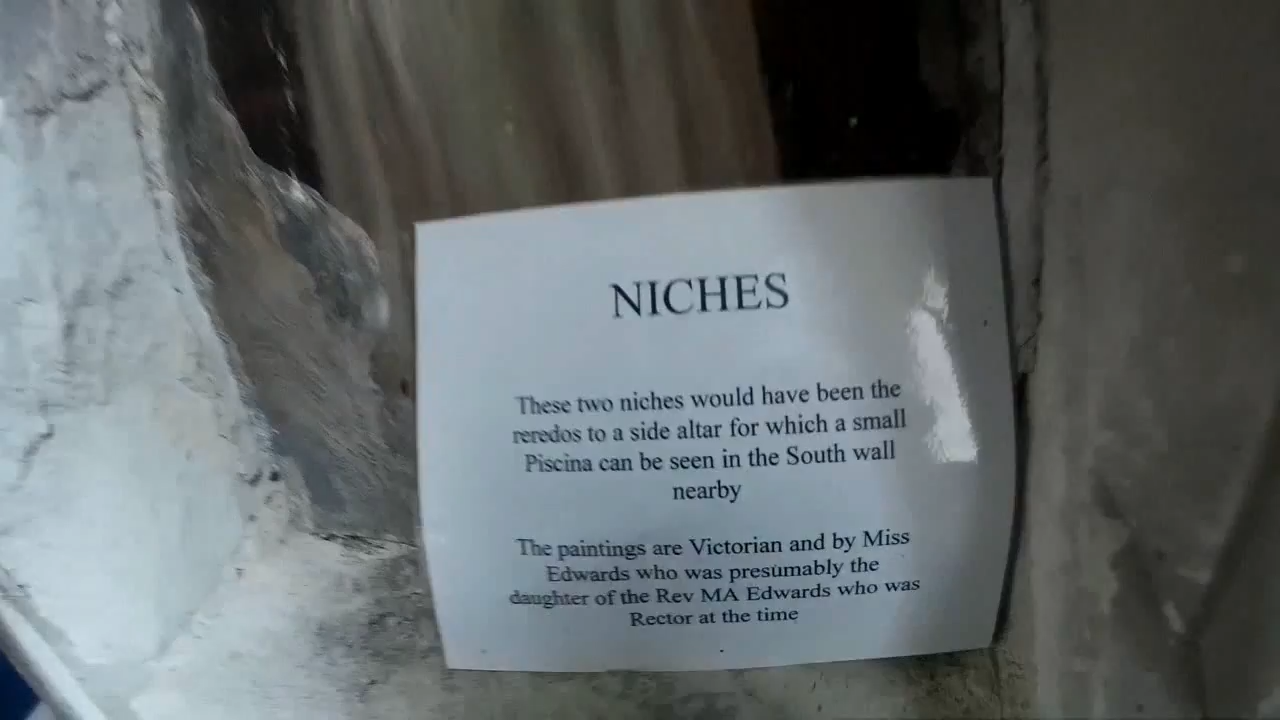 NICHES
These two niches would have been the
reredos to a side altar for which a small
Piscina can be seen in the South wall
nearby
The paintings are Victorian and by Miss
Edwards who was presumably the
daughter of the Rev MA Edwards who was
Rector at the time